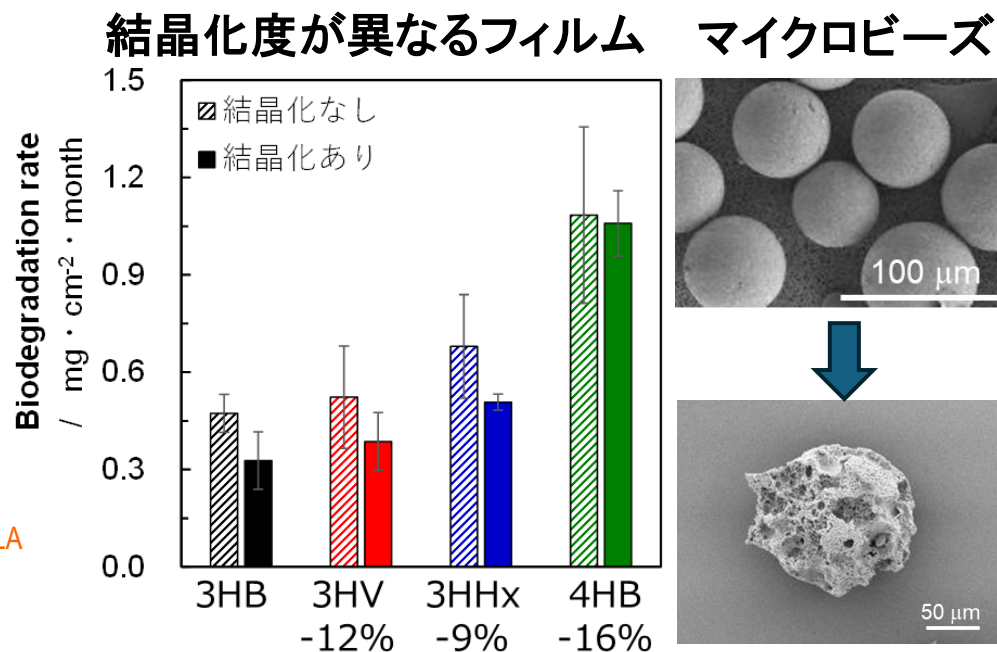 結晶化度が異なるフィルム
マイクロビーズ
Biodegradation rate
/ mg・cm-2・month
1.5
1.2
0.9
0.6
0.3
0.0
結晶化なし
結晶化あり
3HB
3HV
-12%
3HHx
-9%
4HB
-16%
100 μm
50 μm
LA